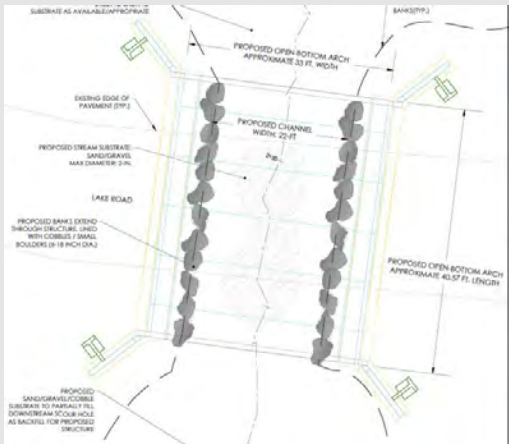 SUBSTRATE AS AVAILABLE/APPROPRIATE
BANKS(TYP.)
PROPOSED OPEN-BOTTOM ARCH
APPROXIMATE 33 FT. WIDTH
EXISTING EDGE OF
PAVEMENT (TYP.)
PROPOSED CHANNEL
WIDTH: 22-FT
PROPOSED STREAM SUBSTRATE:
SAND/GRAVEL
MAX DIAMETER: 2-IN.
LAKE ROAD
PROPOSED BANKS EXTEND
THROUGH STRUCTURE. LINED
WITH COBBLES / SMALL
BOULDERS (6-18 INCH DIA.)
PROPOSED OPEN-BOTTOM ARCH
APPROXIMATE 40.57 FT. LENGTH
PROPOSED
SAND/GRAVEL/COBBLE
SUBSTRATE TO PARTIALLY FILL
DOWNSTREAM SCOUR HOLE
AS BACKFILL FOR PROPOSED
STRUCTURE